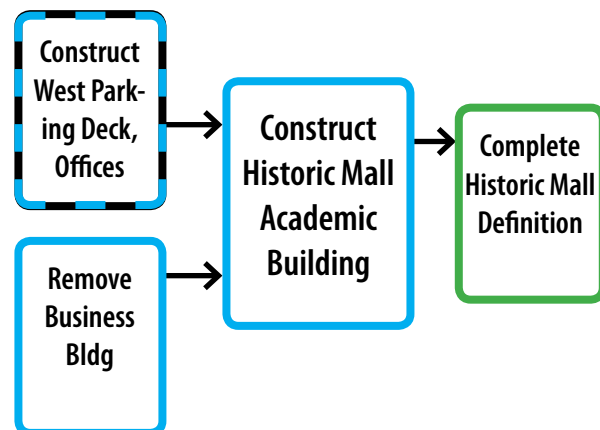 Construct
West Park-
ing Deck,
Offices
Remove
Business
Bldg
Construct
Historic Mall
Academic
Building
Complete
Historic Mall
Definition